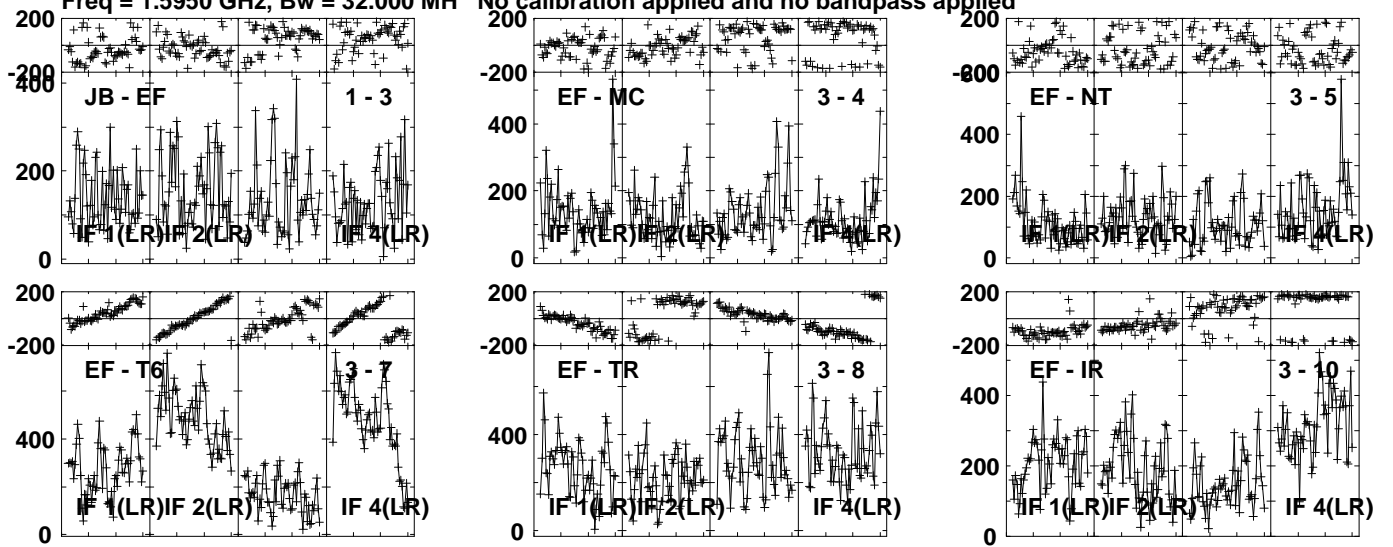 Freq = 1.5950 GHz, Bw = 32.000 MH No calibration applied and no bandpass applied
200
-200
400
200
0
JB - EF
1 - 3
IF 1(LR)
IF 2(LR)
IF 4(LR)
200
-200
400
200
0
EF - MC
3 - 4
IF 1(LR)
IF 2(LR)
IF 4(LR)
200
-200
600
400
200
0
EF - NT
3 - 5
IF 1(LR)
IF 2(LR)
IF 4(LR)
200
-200
400
0
EF - T6
3 - 7
IF 1(LR)
IF 2(LR)
IF 4(LR)
200
-200
400
0
EF - TR
3 - 8
IF 1(LR)
IF 2(LR)
IF 4(LR)
200
-200
400
200
0
EF - IR
3 - 10
IF 1(LR)
IF 2(LR)
IF 4(LR)